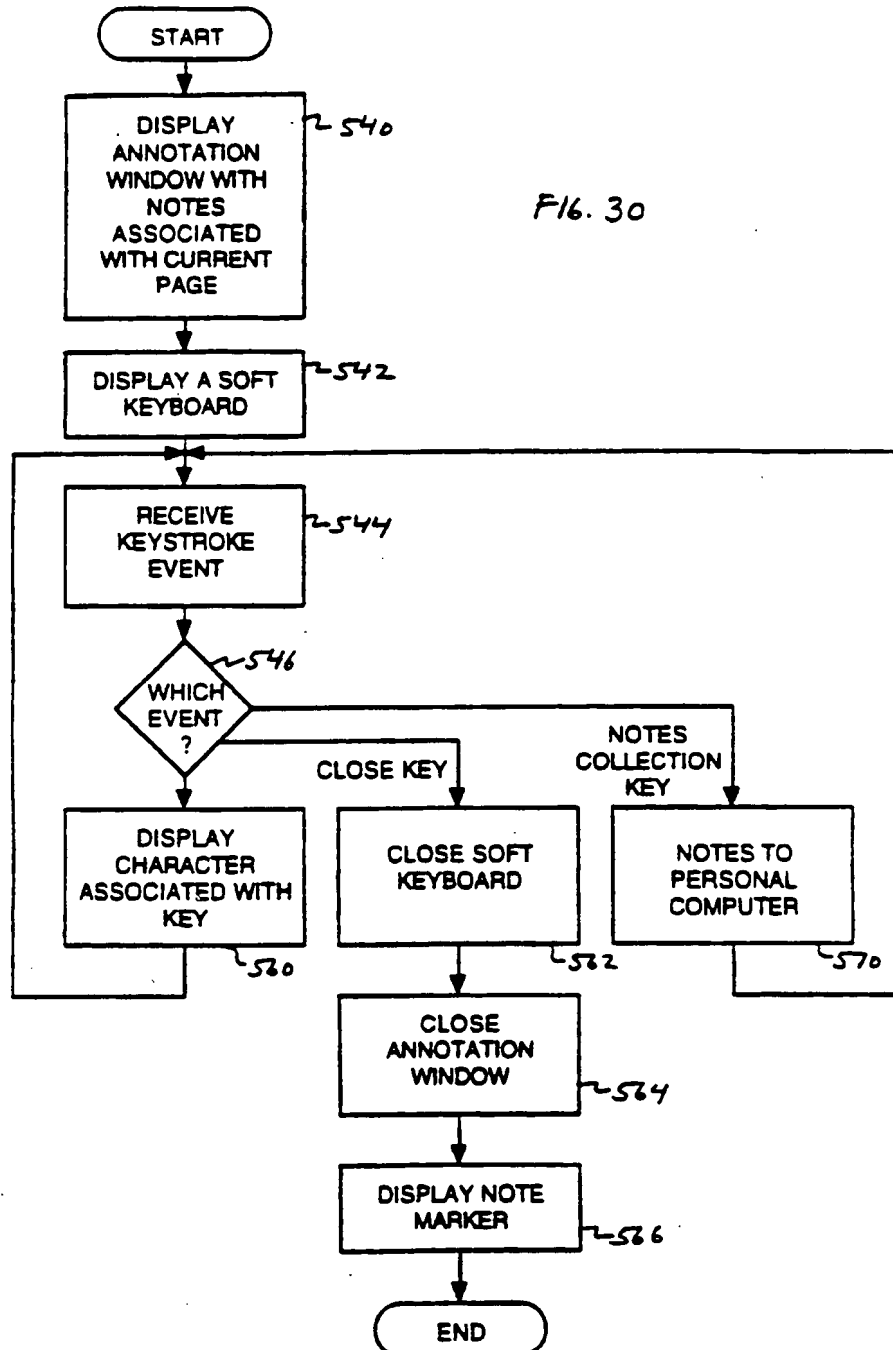 START
DISPLAY
ANNOTATION
WINDOW WITH
NOTES
ASSOCIATED
WITH CURRENT
PAGE
540
FIG. 30
DISPLAY A SOFT
KEYBOARD
542
RECEIVE
KEYSTROKE
EVENT
544
546
WHICH
EVENT
?
CLOSE KEY
NOTES
COLLECTION
KEY
DISPLAY
CHARACTER
ASSOCIATED WITH
KEY
560
CLOSE SOFT
KEYBOARD
562
NOTES TO
PERSONAL
COMPUTER
570
CLOSE
ANNOTATION
WINDOW
564
DISPLAY NOTE
MARKER
566
END